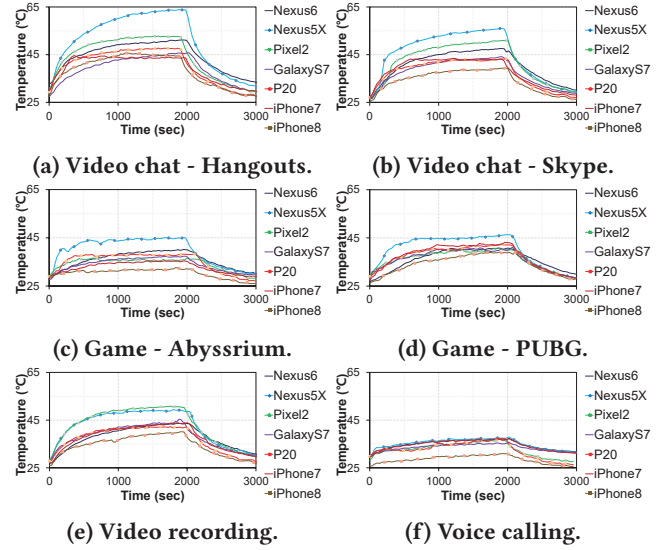 65
45
25
Temperature (℃)
0 1000 2000 3000
Time (sec)
Nexus6
Nexus5X
Pixel2
GalaxyS7
P20
iPhone7
iPhone8
(a) Video chat - Hangouts.
65
45
25
Temperature (℃)
0 1000 2000 3000
Time (sec)
Nexus6
Nexus5X
Pixel2
GalaxyS7
P20
iPhone7
iPhone8
(b) Video chat - Skype.
65
45
25
Temperature (℃)
0 1000 2000 3000
Time (sec)
Nexus6
Nexus5X
Pixel2
GalaxyS7
P20
iPhone7
iPhone8
(c) Game - Abyssrium.
65
45
25
Temperature (℃)
0 1000 2000 3000
Time (sec)
Nexus6
Nexus5X
Pixel2
GalaxyS7
P20
iPhone7
iPhone8
(d) Game - PUBG.
65
45
25
Temperature (℃)
0 1000 2000 3000
Time (sec)
Nexus6
Nexus5X
Pixel2
GalaxyS7
P20
iPhone7
iPhone8
(e) Video recording.
65
45
25
Temperature (℃)
0 1000 2000 3000
Time (sec)
Nexus6
Nexus5X
Pixel2
GalaxyS7
P20
iPhone7
iPhone8
(f) Voice calling.